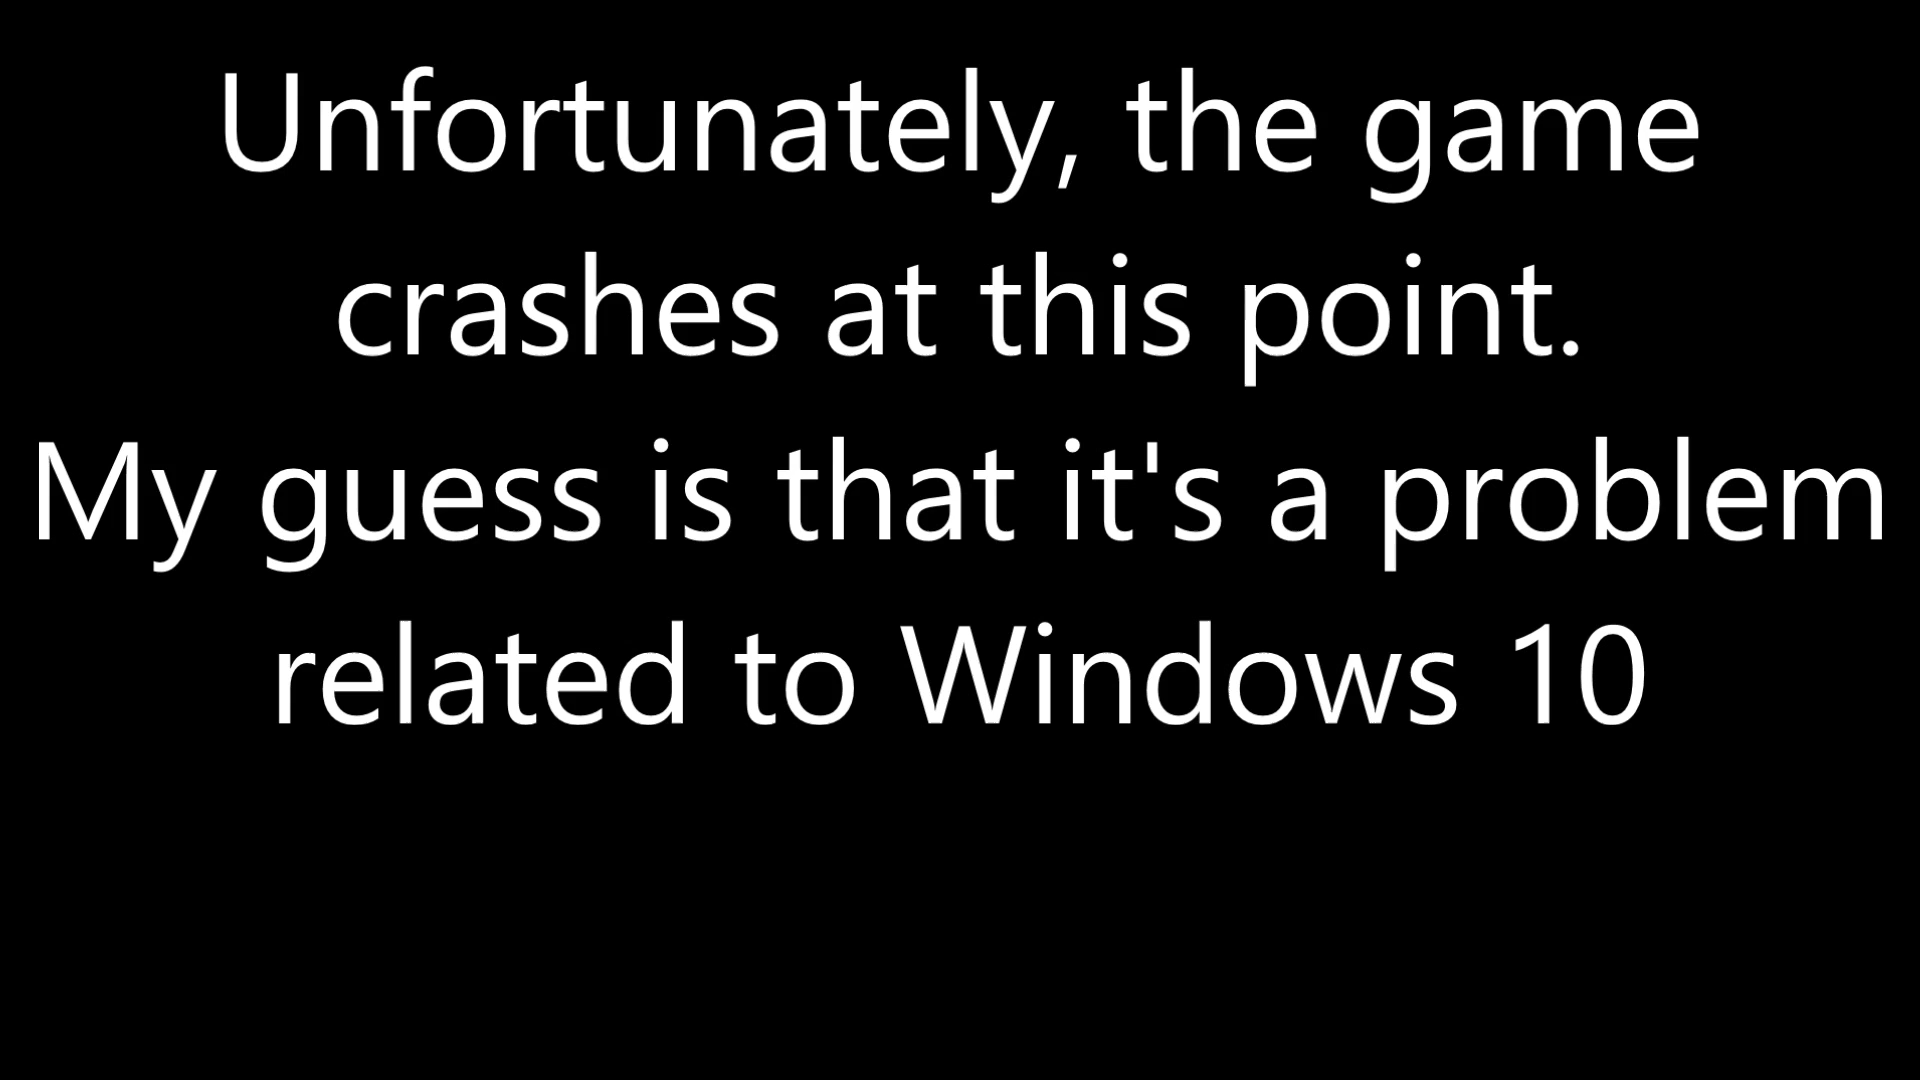 Unfortunately, the game
crashes at this point.
My guess is that it's a problem
related to Windows 10